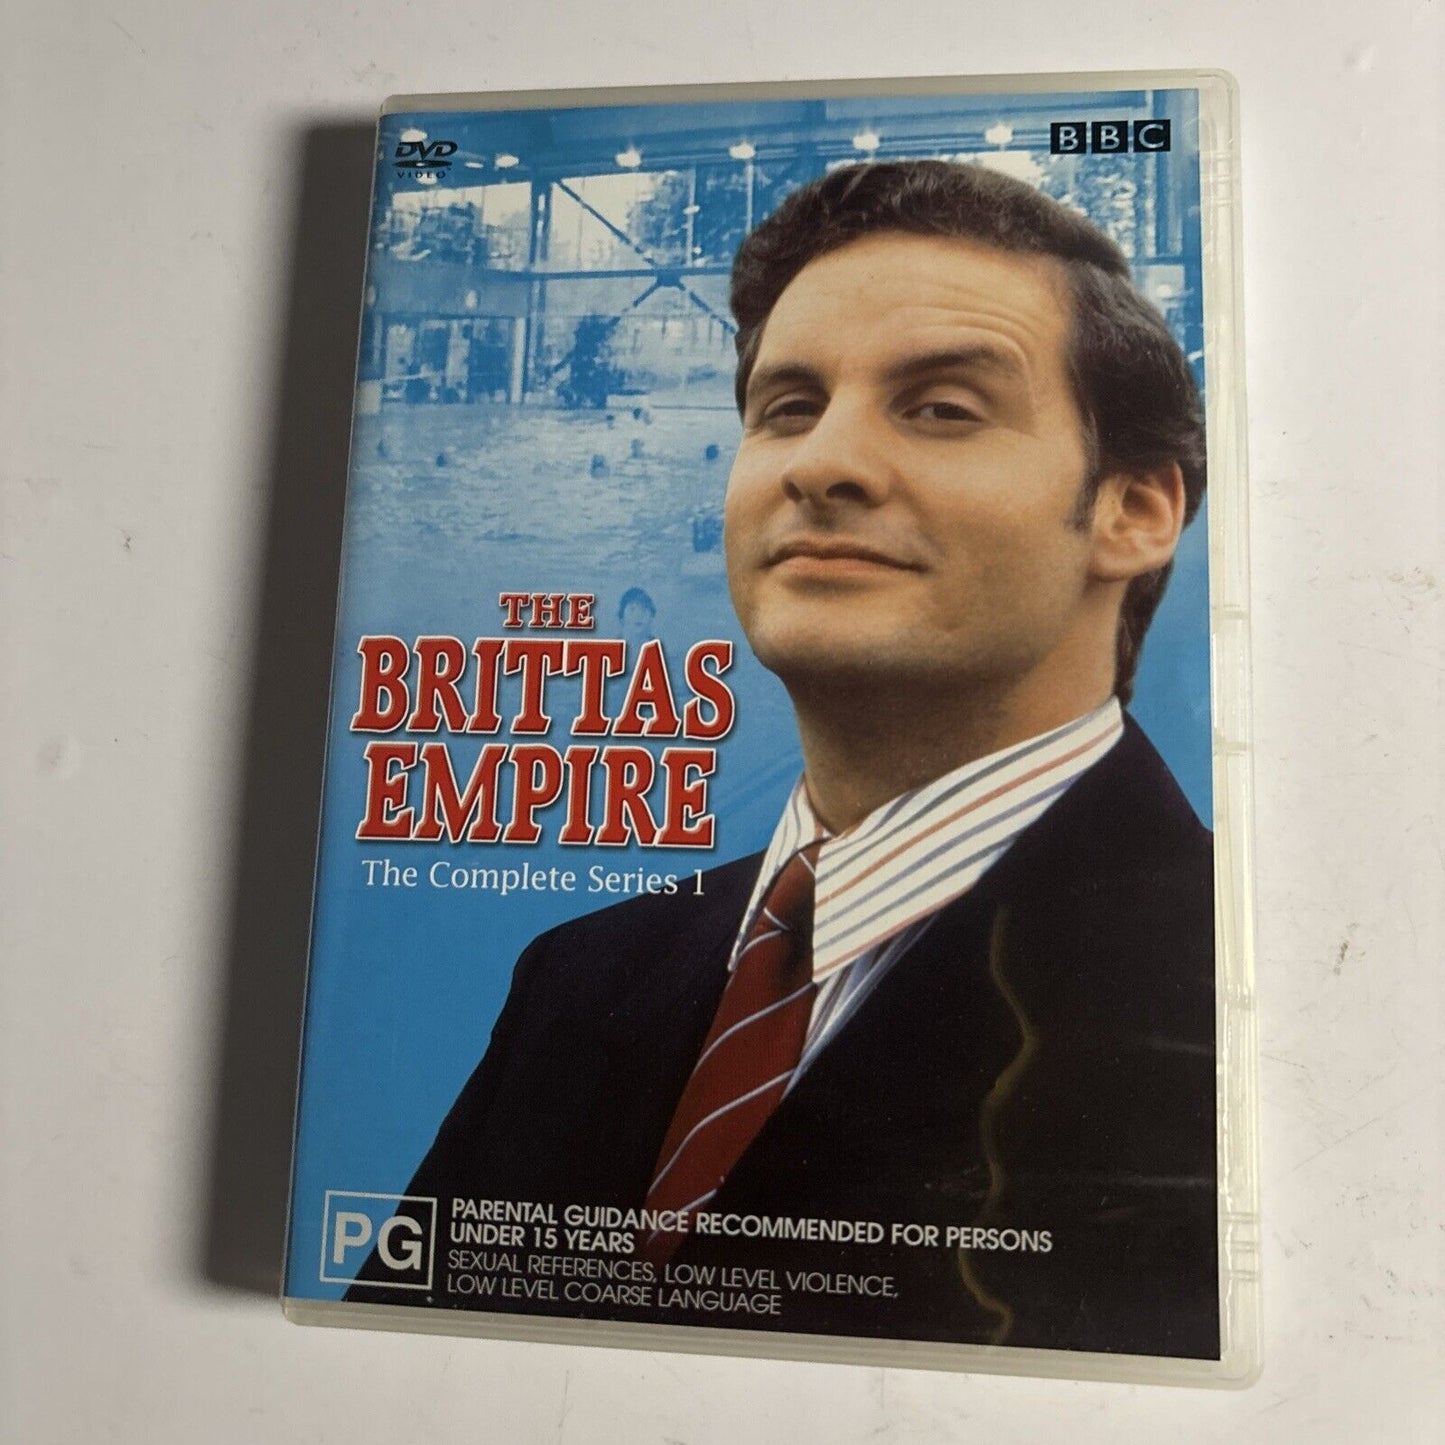 DVD
VIDEO
BBC
THE
BRITTAS
EMPIRE
The Complete Series 1
PG
PARENTAL GUIDANCE RECOMMENDED FOR PERSONS
UNDER 15 YEARS
SEXUAL REFERENCES, LOW LEVEL VIOLENCE,
LOW LEVEL COARSE LANGUAGE